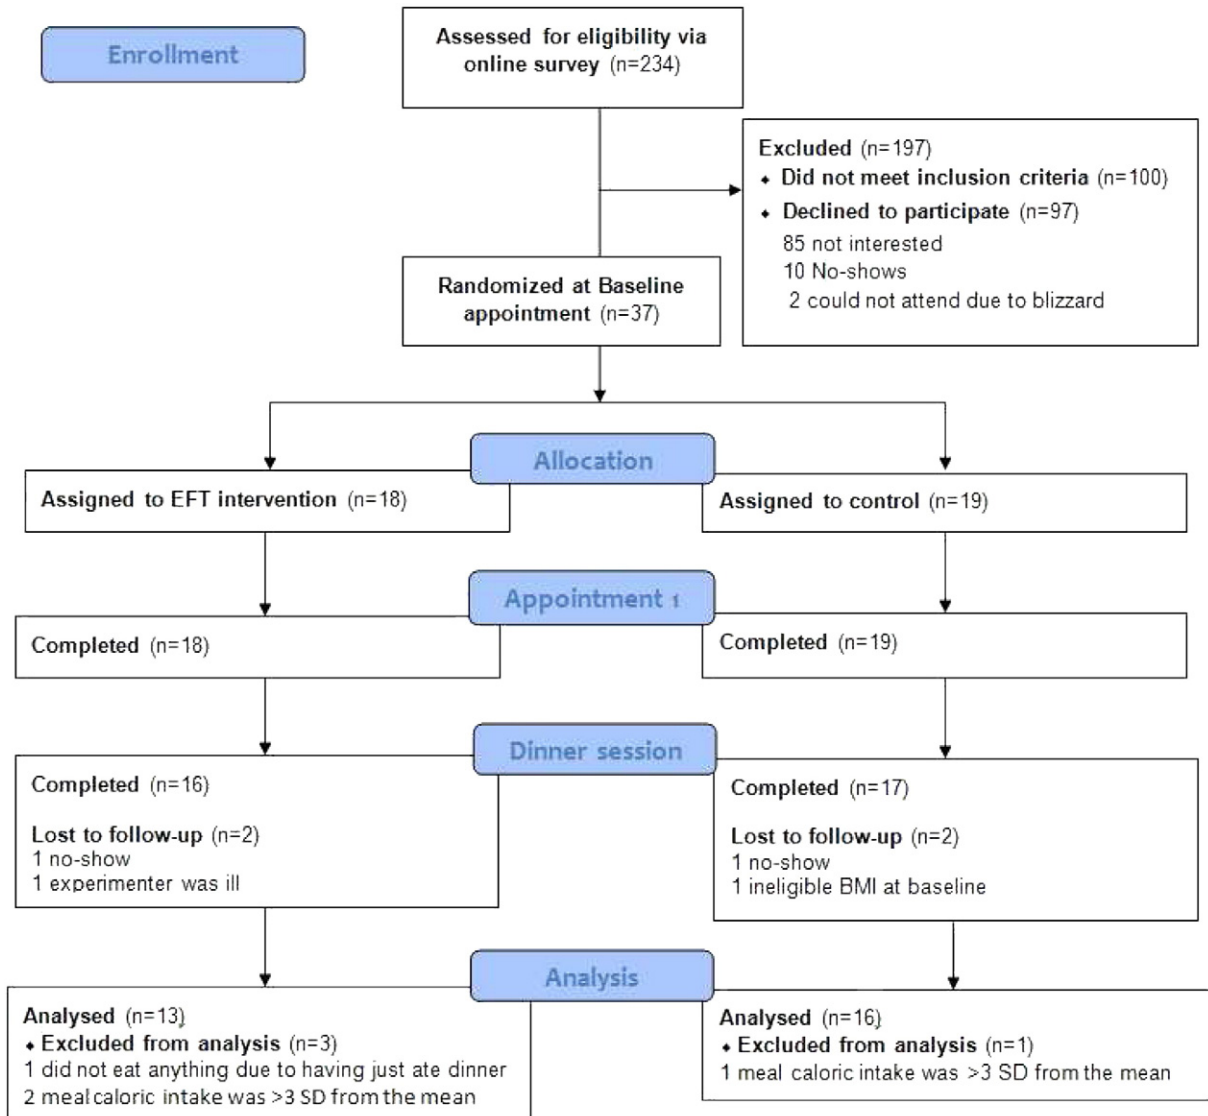 Enrollment
Assessed for eligibility via
online survey (n=234)
Excluded (n=197)
⬥ Did not meet inclusion criteria (n=100)
⬥ Declined to participate (n=97)
85 not interested
10 No-shows
2 could not attend due to blizzard
Randomized at Baseline
appointment (n=37)
Allocation
Assigned to EFT intervention (n=18)
Assigned to control (n=19)
Appointment 1
Completed (n=18)
Completed (n=19)
Dinner session
Completed (n=16)
Lost to follow-up (n=2)
1 no-show
1 experimenter was ill
Completed (n=17)
Lost to follow-up (n=2)
1 no-show
1 ineligible BMI at baseline
Analysis
Analysed (n=13)
⬥ Excluded from analysis (n=3)
1 did not eat anything due to having just ate dinner
2 meal caloric intake was >3 SD from the mean
Analysed (n=16)
⬥ Excluded from analysis (n=1)
1 meal caloric intake was >3 SD from the mean